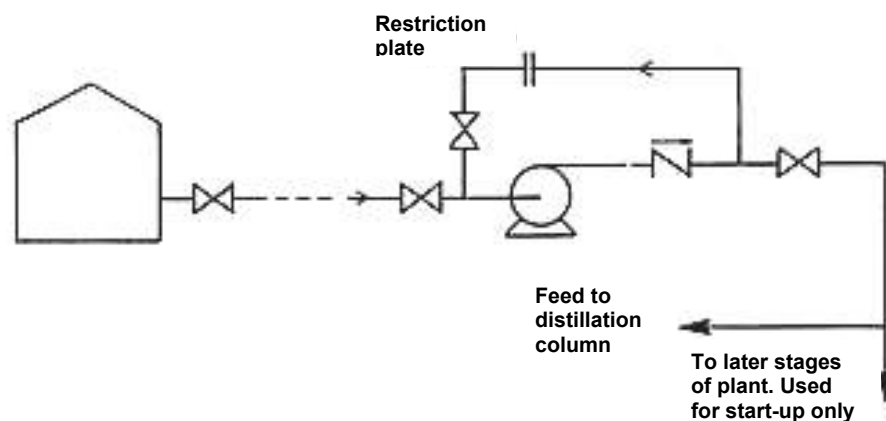 Restriction
plate
Feed to
distillation
column
To later stages
of plant. Used
for start-up only